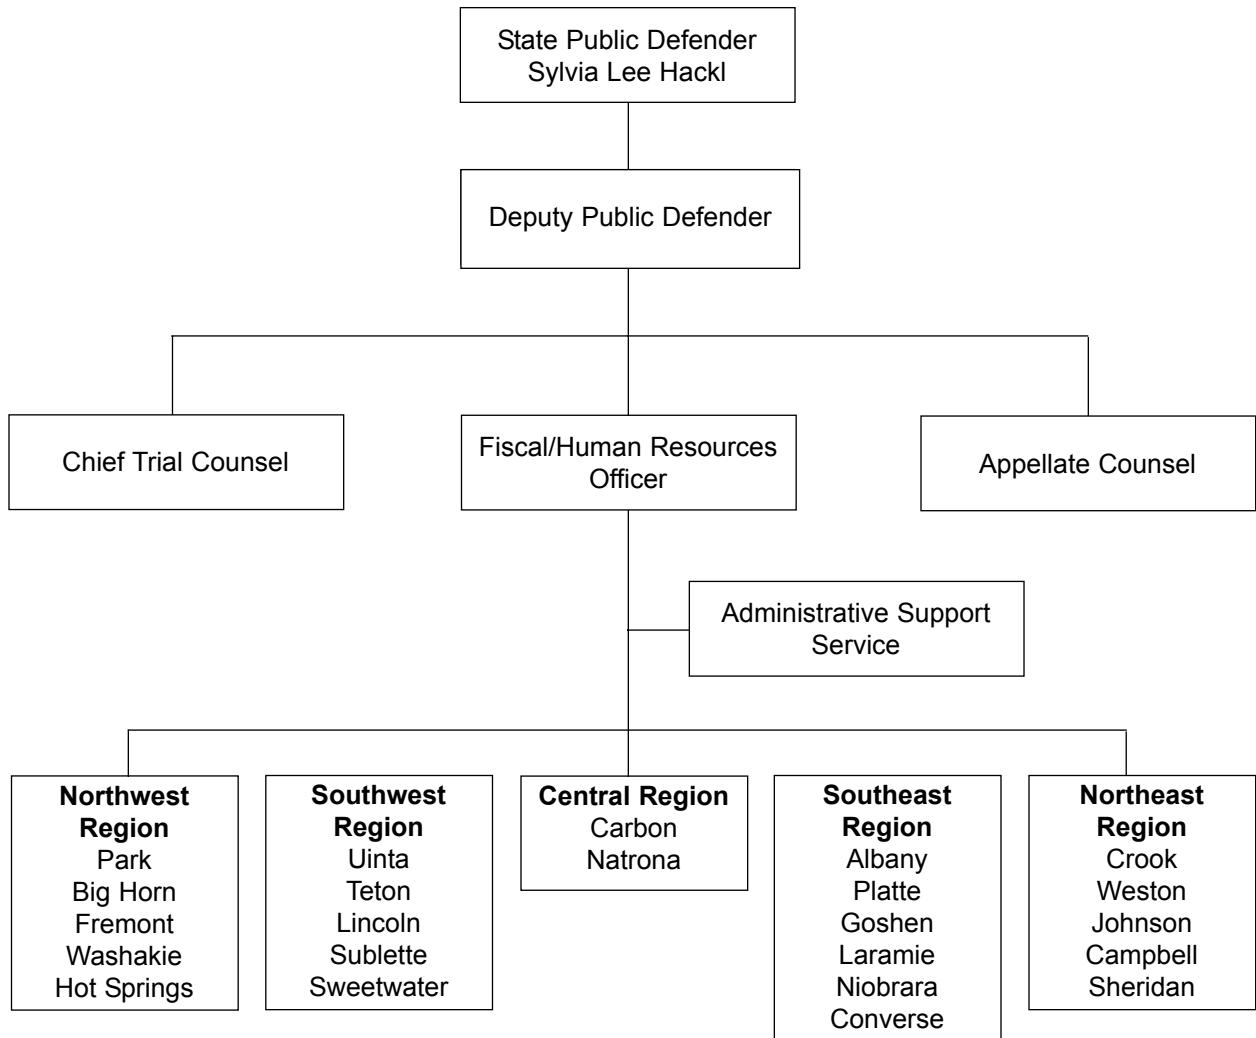 State Public Defender
Sylvia Lee Hackl
Deputy Public Defender
Chief Trial Counsel
Fiscal/Human Resources
Officer
Appellate Counsel
Administrative Support
Service
Northwest
Region
Park
Big Horn
Fremont
Washakie
Hot Springs
Southwest
Region
Uinta
Teton
Lincoln
Sublette
Sweetwater
Central Region
Carbon
Natrona
Southeast
Region
Albany
Platte
Goshen
Laramie
Niobrara
Converse
Northeast
Region
Crook
Weston
Johnson
Campbell
Sheridan